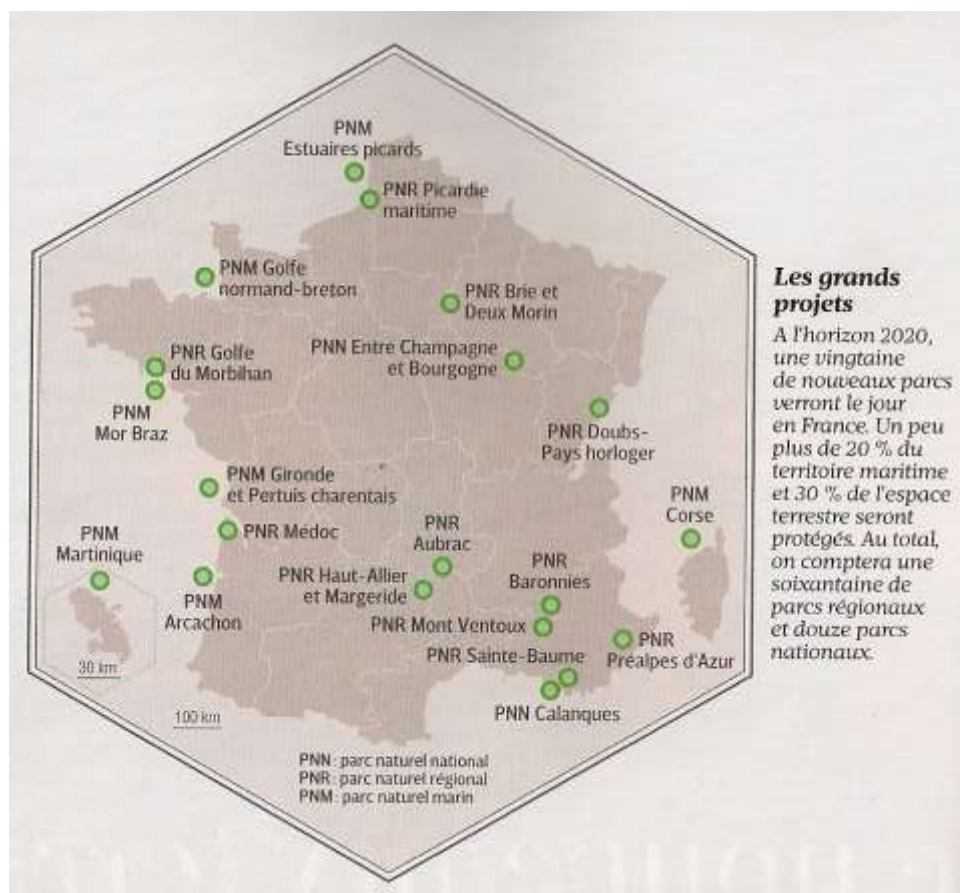 PNM
Estuaires picards
PNR Picardie
maritime
PNM Golfe
normand-breton
PNR Brie et
Deux Morin
PNN Entre Champagne
et Bourgogne
PNR Golfe
du Morbihan
PNM
Mor Braz
PNR Doubs-
Pays horloger
PNM Gironde
et Pertuis charentais
PNM
Corse
PNR Médoc
PNR
Aubrac
PNM
Martinique
PNR Haut-Allier
et Margeride
PNR
Baronnies
PNM
Arcachon
PNR Mont Ventoux
PNR
Préalpes d'Azur
PNR Sainte-Baume
PNN Calanques
30 km
100 km
PNN : parc naturel national
PNR : parc naturel régional
PNM : parc naturel marin
Les grands
projets
A l'horizon 2020,
une vingtaine
de nouveaux parcs
verront le jour
en France. Un peu
plus de 20 % du
territoire maritime
et 30 % de l'espace
terrestre seront
protégés. Au total,
on comptera une
soixantaine de
parcs régionaux
et douze parcs
nationaux.